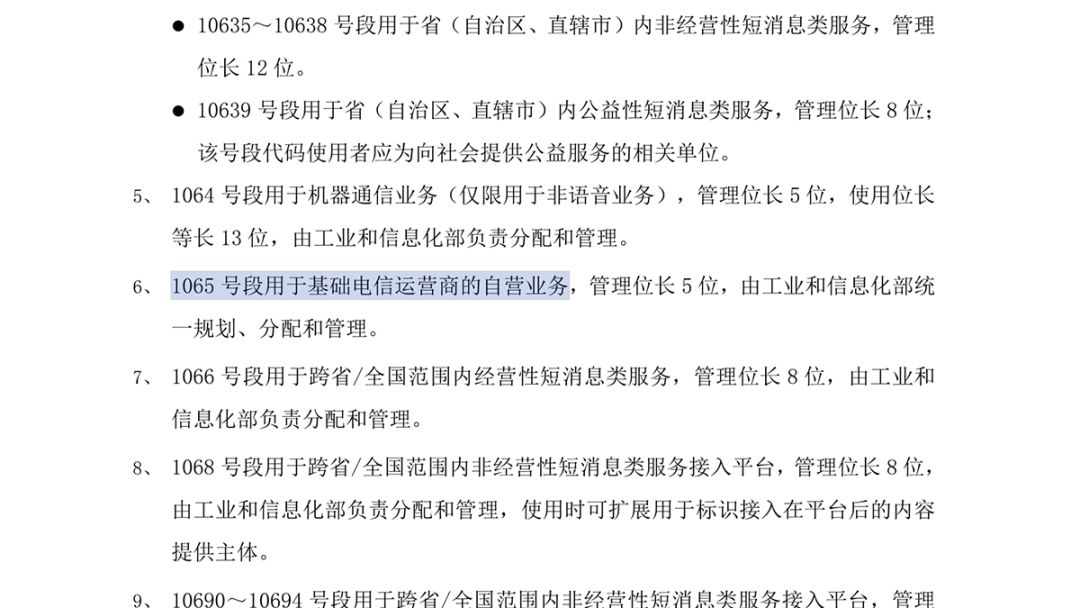 ● 10635～10638 号段用于省（自治区、直辖市）内非经营性短消息类服务，管理
位长 12 位。
● 10639 号段用于省（自治区、直辖市）内公益性短消息类服务，管理位长 8 位；
该号段代码使用者应为向社会提供公益服务的相关单位。
5、 1064 号段用于机器通信业务（仅限用于非语音业务），管理位长 5 位，使用位长
等长 13 位，由工业和信息化部负责分配和管理。
6、 1065 号段用于基础电信运营商的自营业务，管理位长 5 位，由工业和信息化部统
一规划、分配和管理。
7、 1066 号段用于跨省/全国范围内经营性短消息类服务，管理位长 8 位，由工业和
信息化部负责分配和管理。
8、 1068 号段用于跨省/全国范围内非经营性短消息类服务接入平台，管理位长 8 位，
由工业和信息化部负责分配和管理，使用时可扩展用于标识接入在平台后的内容
提供主体。
9、 10690～10694 号段用于跨省/全国范围内非经营性短消息类服务接入平台，管理